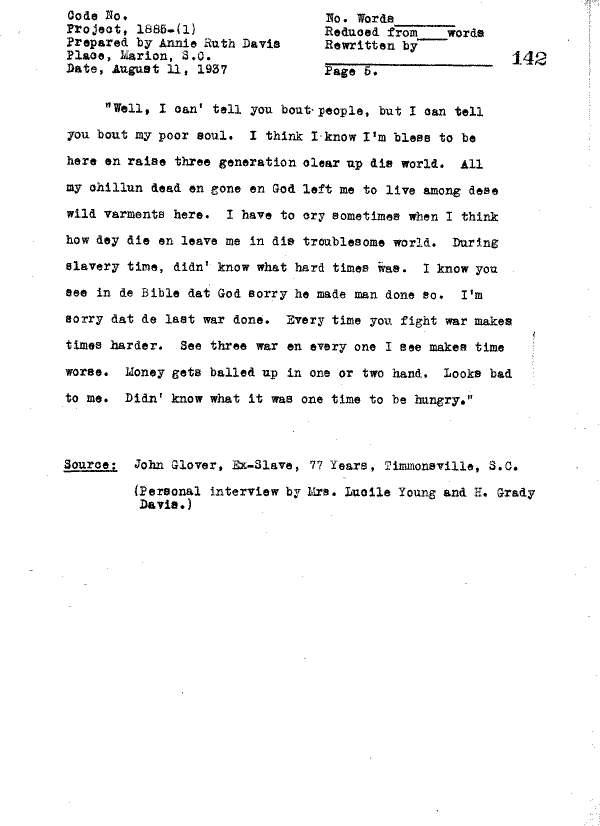 Code No.
No. Words________
Project, 1885-(1)
Reduced from____words
Prepared by Annie Ruth Davis
Rewritten by
Place, Marion, S.C.
142
Date, August 11, 1937
Page 5.
"Well, I can' tell you bout people, but I can tell
you bout my poor soul. I think I know I'm bless to be
here en raise three generation clear up dis world. All
my chillun dead en gone en God left me to live among dese
wild varments here. I have to cry sometimes when I think
how dey die en leave me in dis troublesome world. During
slavery time, didn' know what hard times was. I know you
see in de Bible dat God sorry he made man done so. I'm
sorry dat de last war done. Every time you fight war makes
times harder. See three war en every one I see makes time
worse. Money gets balled up in one or two hand. Looks bad
to me. Didn' know what it was one time to be hungry."
Source: John Glover, Ex-Slave, 77 Years, Timmonsville, S.C.
(Personal interview by Mrs. Lucile Young and H. Grady
Davis.)